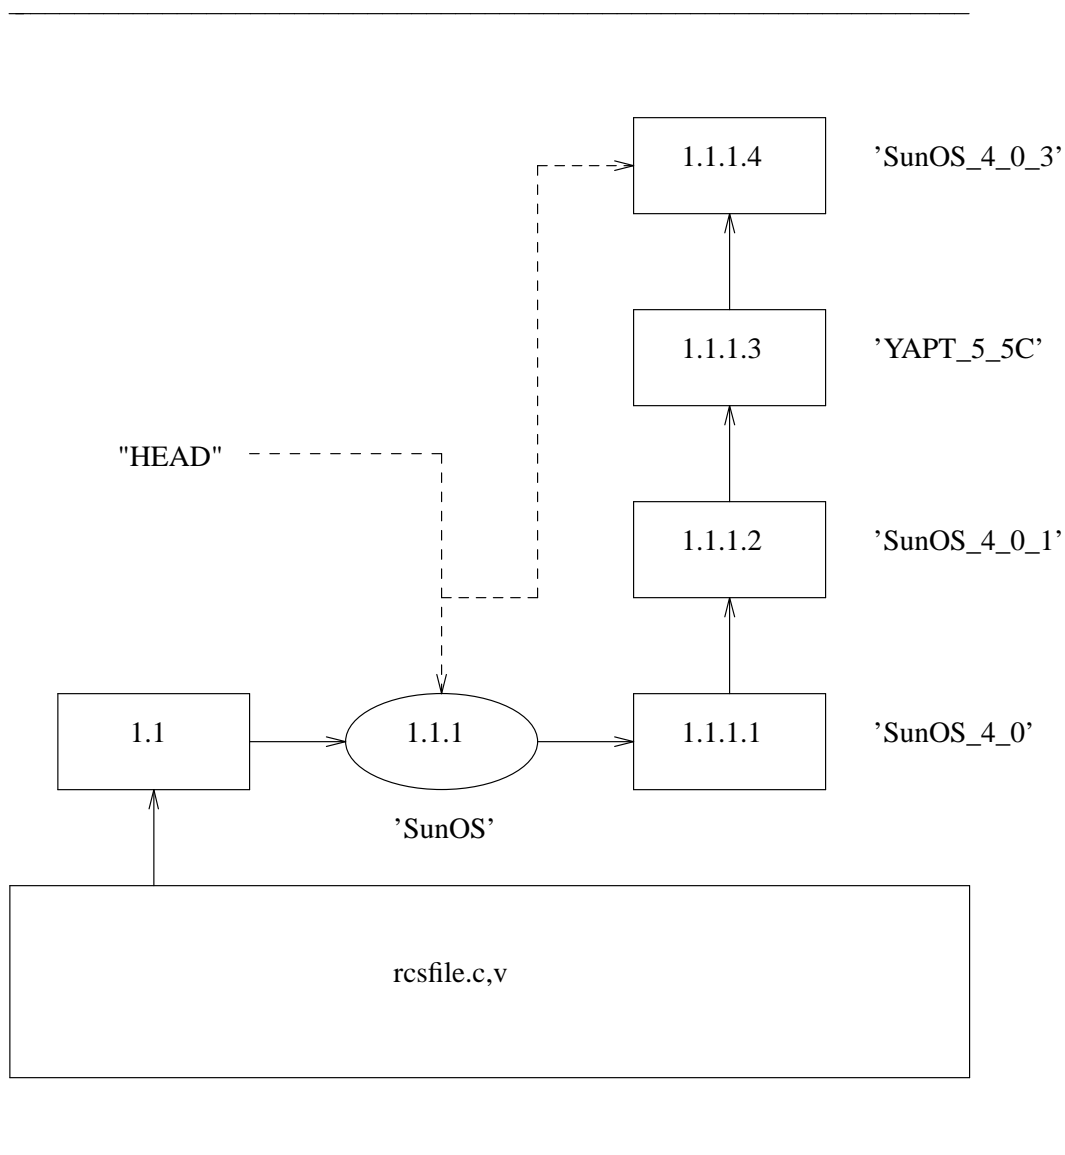 1.1.1.4 ’SunOS_4_0_3’
1.1.1.3 ’YAPT_5_5C’
"HEAD"
1.1.1.2 ’SunOS_4_0_1’
1.1 1.1.1 1.1.1.1 ’SunOS_4_0’
’SunOS’
rcsfile.c,v